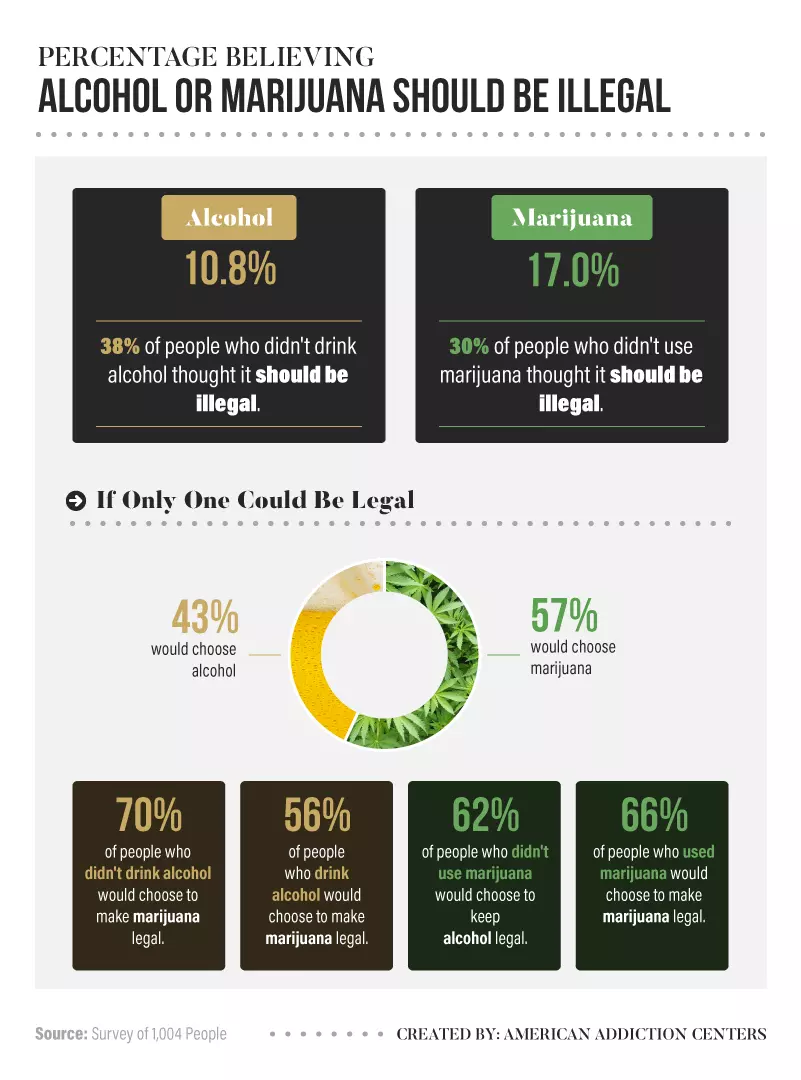 PERCENTAGE BELIEVING
ALCOHOL OR MARIJUANA SHOULD BE ILLEGAL
Alcohol
10.8%
38% of people who didn't drink
alcohol thought it should be
illegal.
Marijuana
17.0%
30% of people who didn't use
marijuana thought it should be
illegal.
If Only One Could Be Legal
43%
would choose
alcohol
57%
would choose
marijuana
70%
of people who
didn't drink alcohol
would choose to
make marijuana
legal.
56%
of people
who drink
alcohol would
choose to make
marijuana legal.
62%
of people who didn't
use marijuana
would choose to
keep
alcohol legal.
66%
of people who used
marijuana would
choose to make
marijuana legal.
Source: Survey of 1,004 People
CREATED BY: AMERICAN ADDICTION CENTERS